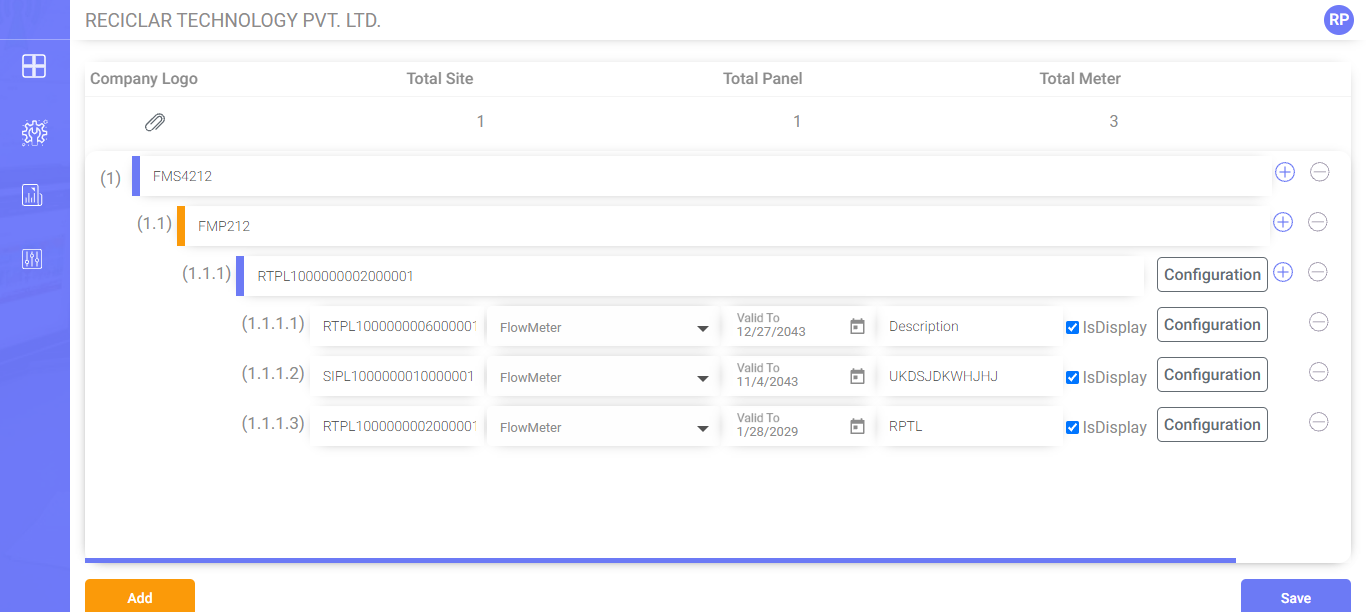 RECICLAR TECHNOLOGY PVT. LTD.
RP
Company Logo Total Site Total Panel Total Meter
1 1 3
(1) FMS4212
(1.1) FMP212
(1.1.1) RTPL1000000002000001 Configuration
(1.1.1.1) RTPL1000000006000001 FlowMeter Valid To 12/27/2043 Description IsDisplay Configuration
(1.1.1.2) SIPL1000000010000001 FlowMeter Valid To 11/4/2043 UKDSJDKWHJHJ IsDisplay Configuration
(1.1.1.3) RTPL1000000002000001 FlowMeter Valid To 1/28/2029 RPTL IsDisplay Configuration
Add Save